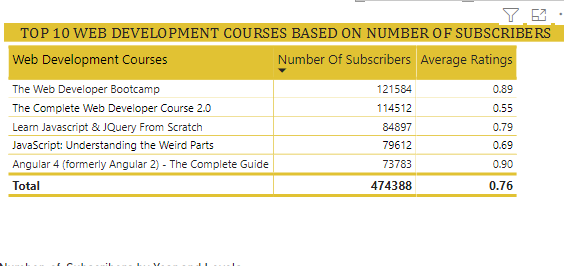 TOP 10 WEB DEVELOPMENT COURSES BASED ON NUMBER OF SUBSCRIBERS
Web Development Courses Number Of Subscribers Average Ratings
The Web Developer Bootcamp 121584 0.89
The Complete Web Developer Course 2.0 114512 0.55
Learn Javascript & JQuery From Scratch 84897 0.79
JavaScript: Understanding the Weird Parts 79612 0.69
Angular 4 (formerly Angular 2) - The Complete Guide 73783 0.90
Total 474388 0.76